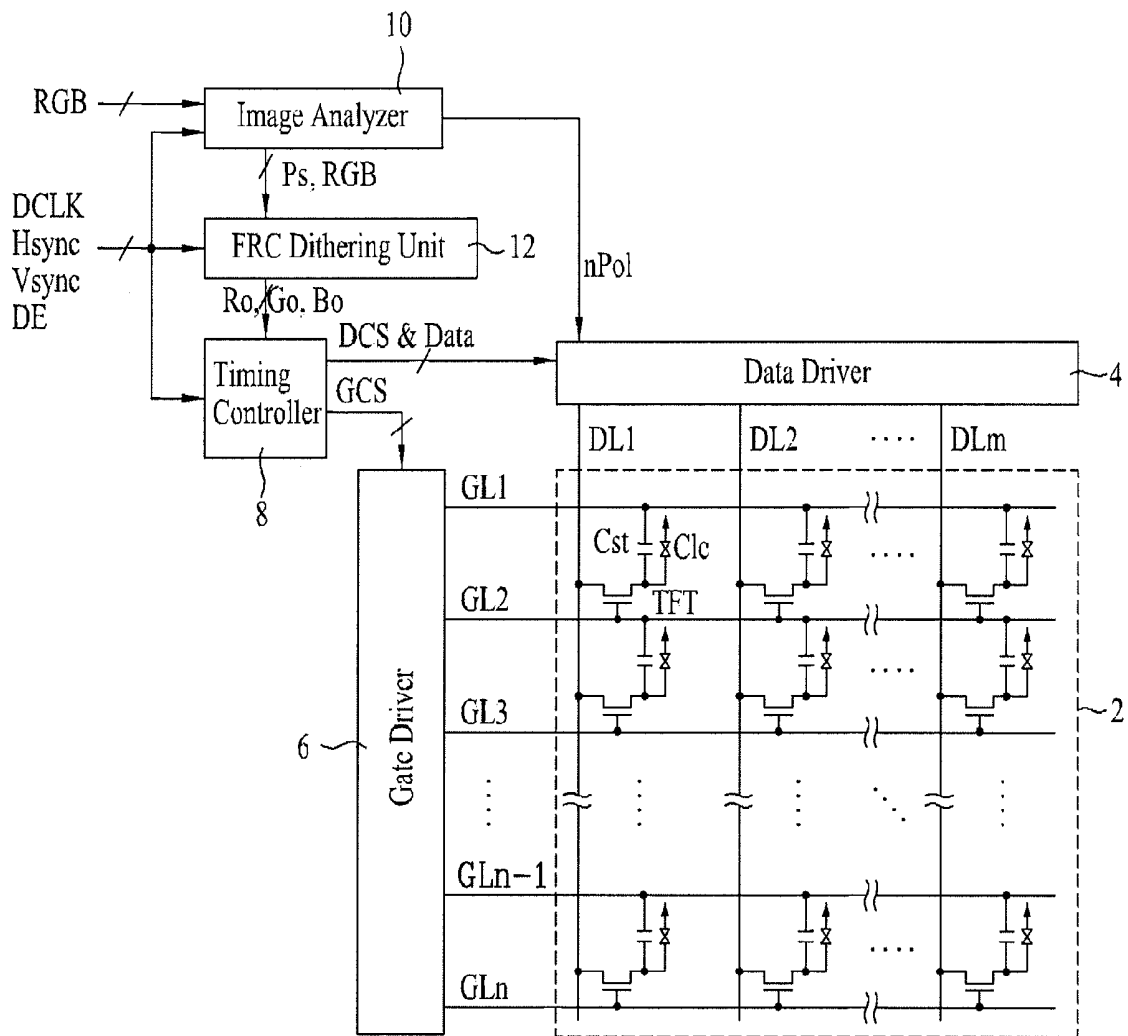 10
RGB
Image Analyzer
Ps, RGB
DCLK
Hsync
Vsync
DE
FRC Dithering Unit
12
nPol
Ro, Go, Bo
DCS & Data
Timing
Controller
GCS
8
Data Driver
4
DL1
DL2
....
DLm
GL1
Cst
Clc
....
GL2
TFT
....
GL3
2
6
Gate Driver
GLn-1
....
GLn